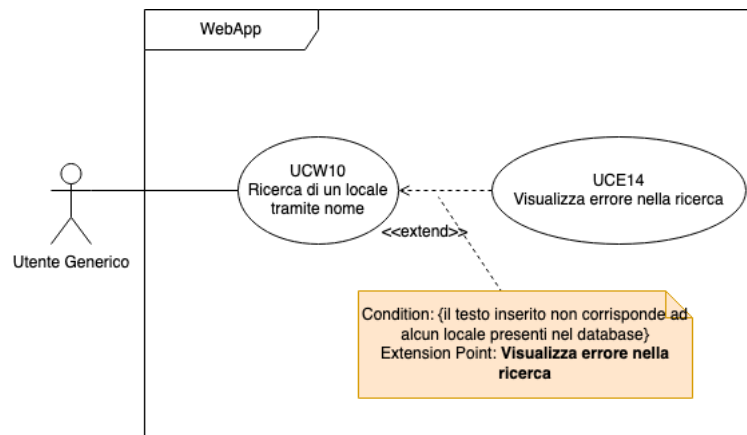 WebApp
UCW10
Ricerca di un locale
tramite nome
UCE14
Visualizza errore nella ricerca
<<extend>>
Utente Generico
Condition: {il testo inserito non corrisponde ad
alcun locale presenti nel database}
Extension Point: Visualizza errore nella
ricerca